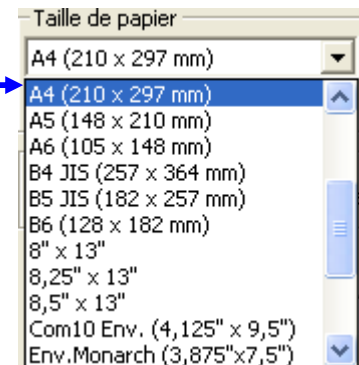 Taille de papier
A4 (210 x 297 mm)
A4 (210 x 297 mm)
A5 (148 x 210 mm)
A6 (105 x 148 mm)
B4 JIS (257 x 364 mm)
B5 JIS (182 x 257 mm)
B6 (128 x 182 mm)
8" x 13"
8,25" x 13"
8,5" x 13"
Com10 Env. (4,125" x 9,5")
Env.Monarch (3,875"x7,5")